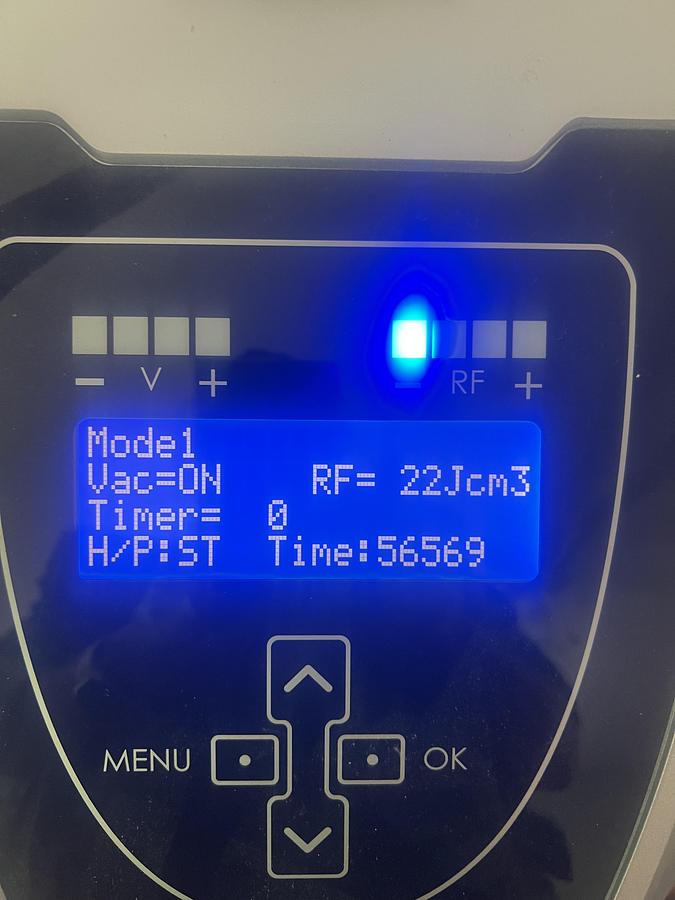 − V + − RF +
Mode1
Vac=ON RF= 22Jcm3
Timer= 0
H/P:ST Time:56569
MENU OK